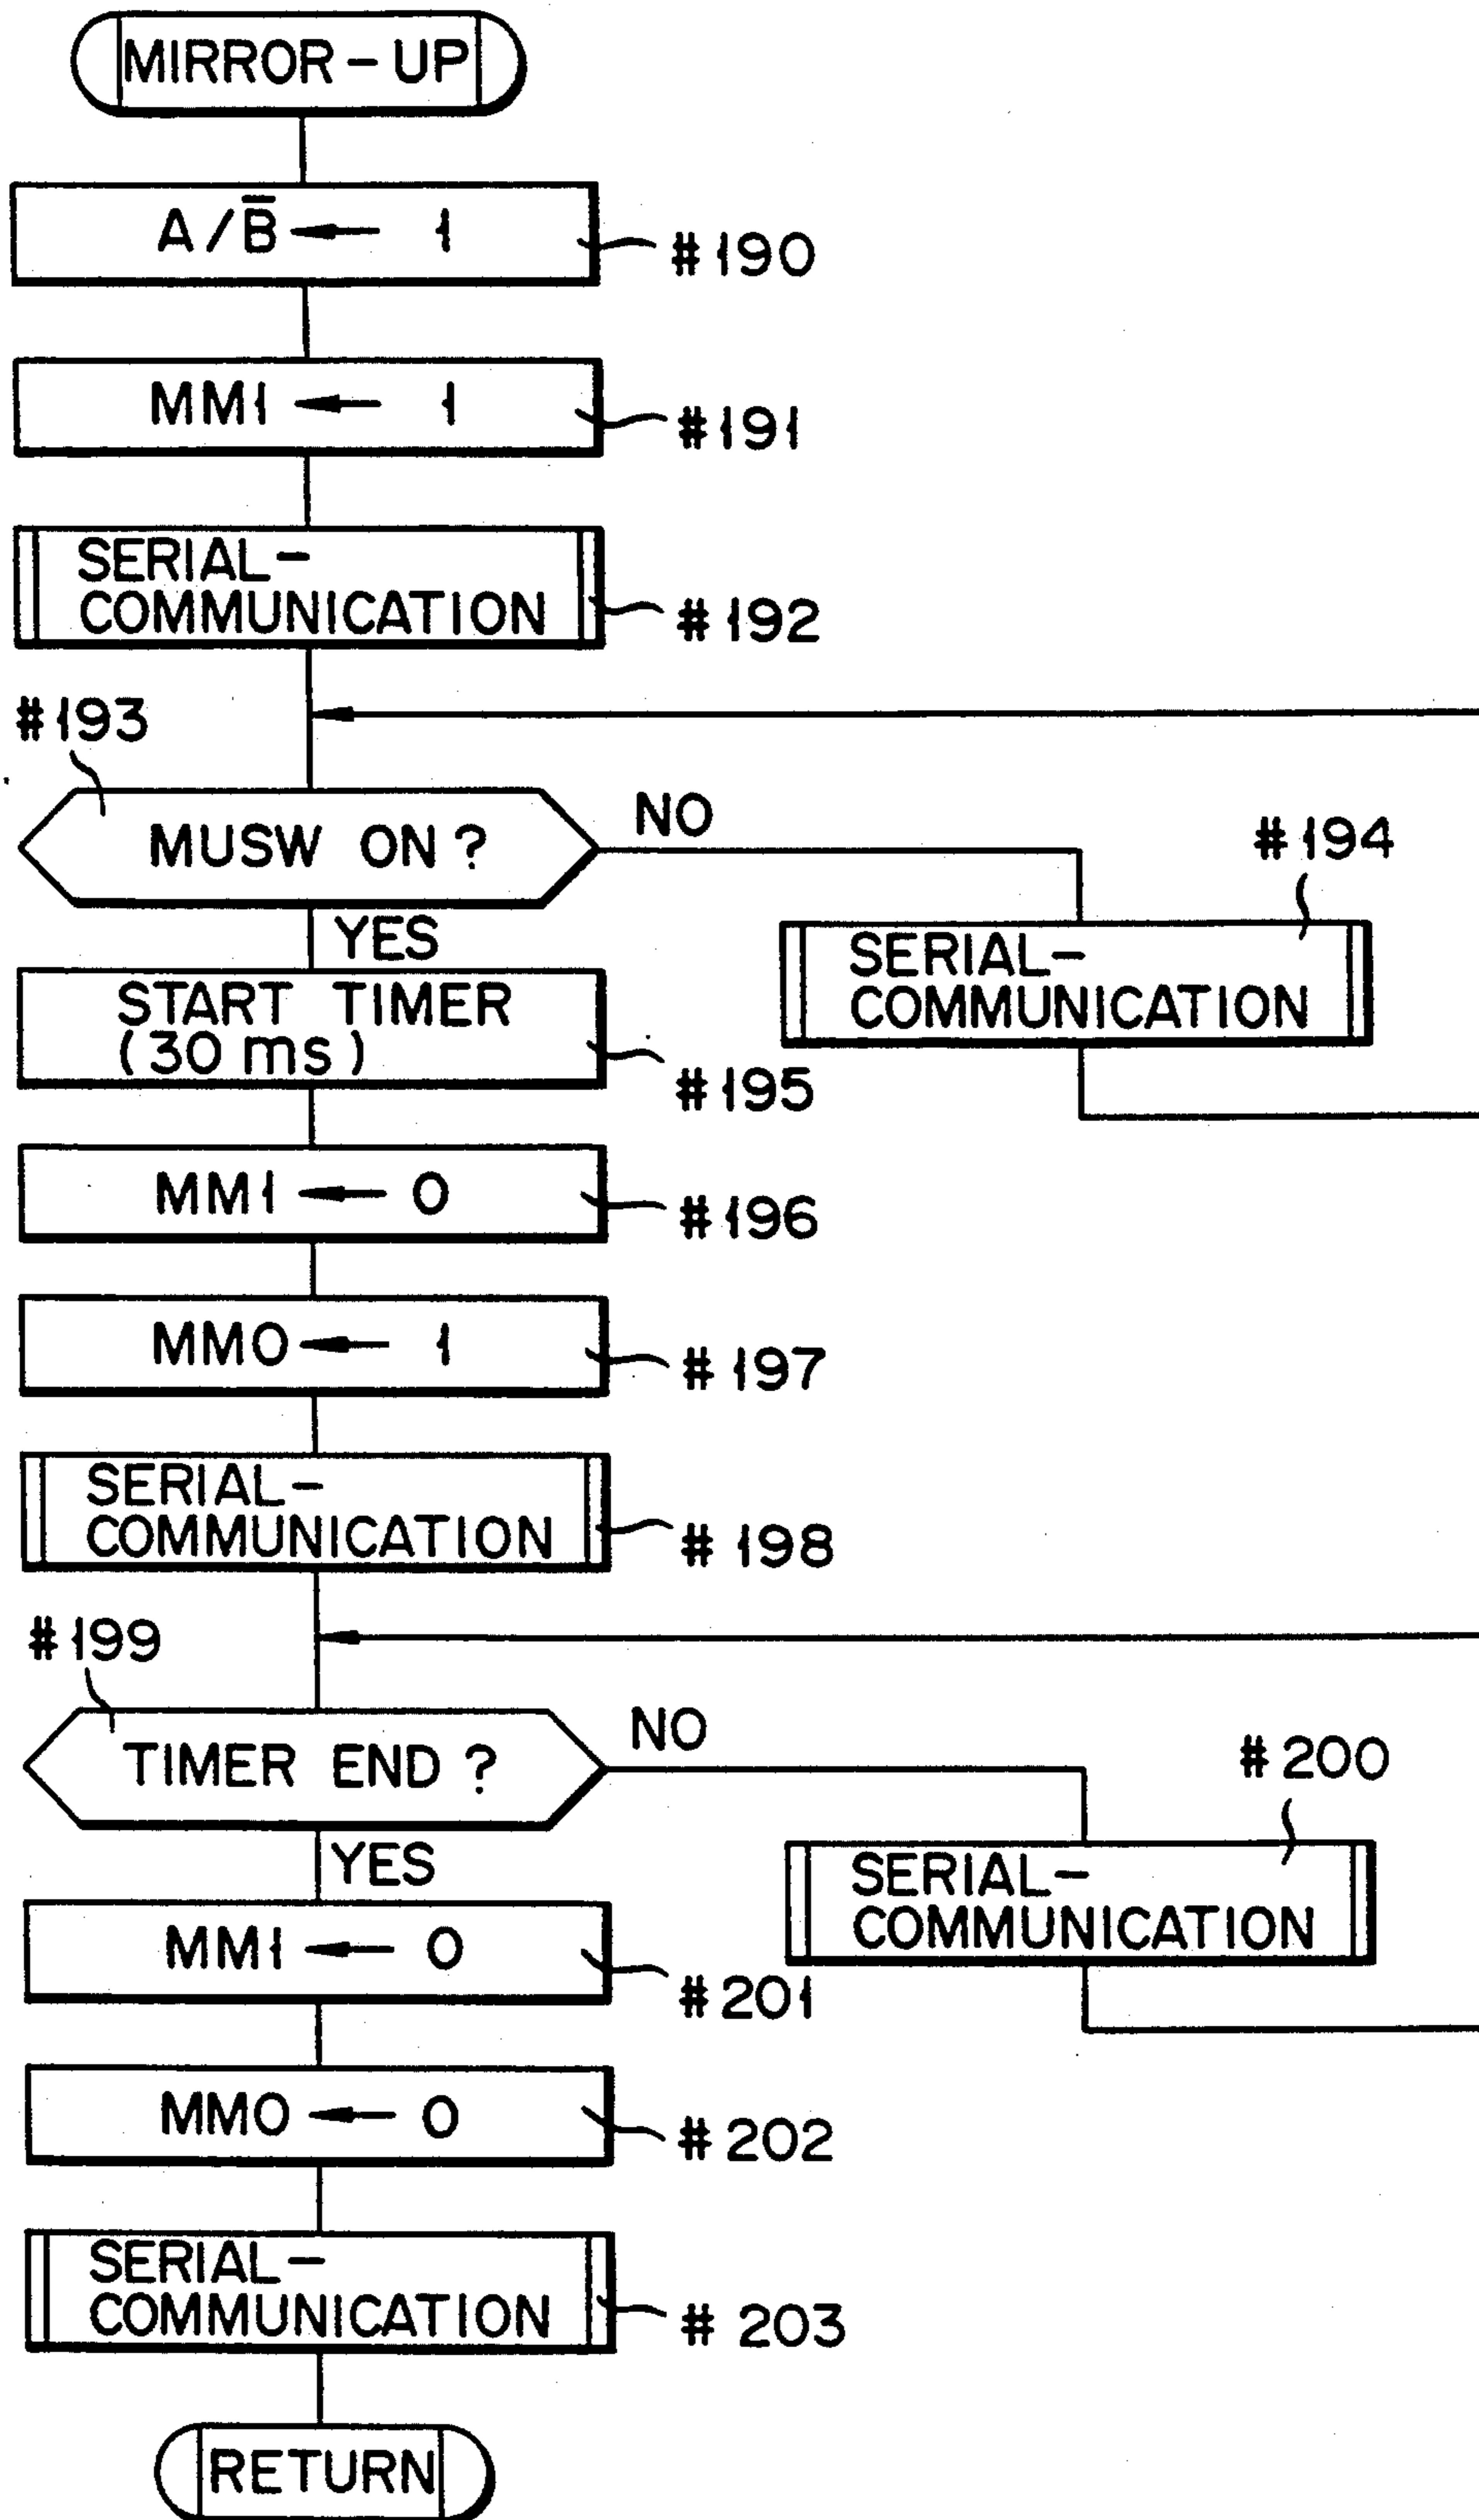 MIRROR-UP
A/B̅ ← 1
#190
MM1 ← 1
#191
SERIAL-
COMMUNICATION
#192
#193
MUSW ON?
NO
YES
#194
SERIAL-
COMMUNICATION
START TIMER
(30 ms)
#195
MM1 ← 0
#196
MM0 ← 1
#197
SERIAL-
COMMUNICATION
#198
#199
TIMER END?
NO
YES
#200
SERIAL-
COMMUNICATION
MM1 ← 0
#201
MM0 ← 0
#202
SERIAL-
COMMUNICATION
#203
RETURN